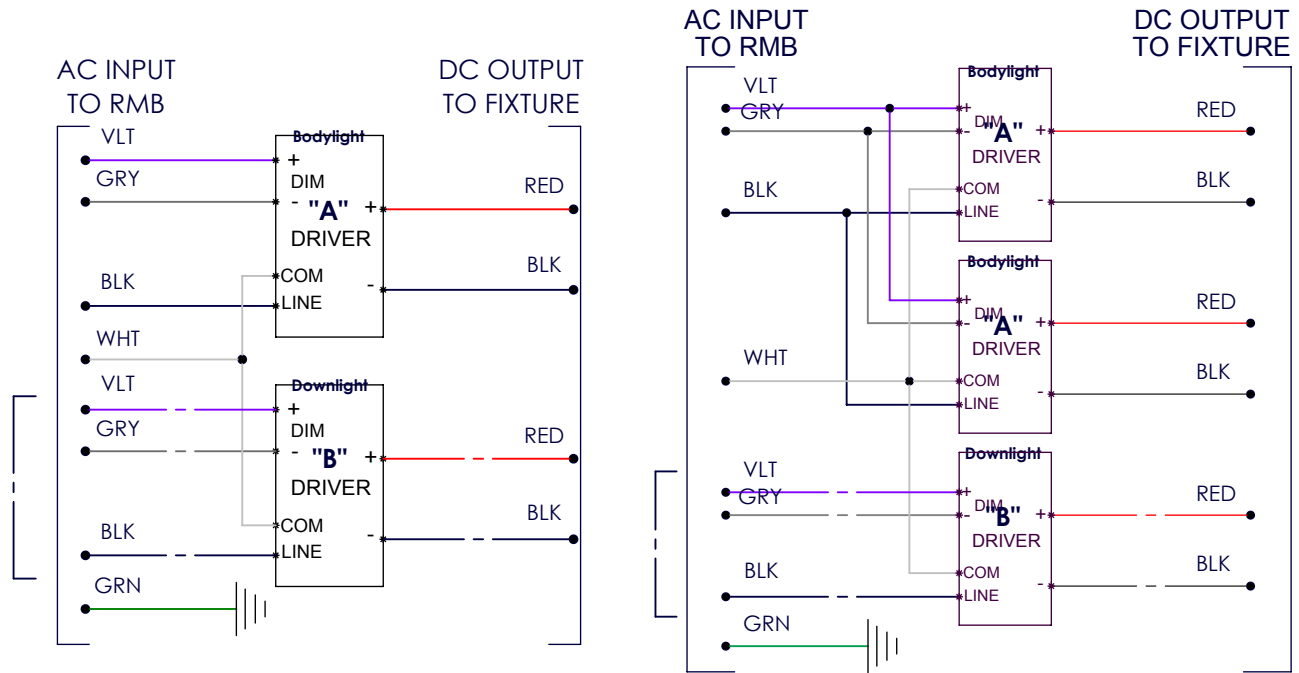 AC INPUT
TO RMB
DC OUTPUT
TO FIXTURE
VLT
Bodylight
+
GRY
DIM
-
"A"
+
RED
DRIVER
COM
-
BLK
BLK
LINE
WHT
VLT
Downlight
+
GRY
DIM
-
"B"
+
RED
DRIVER
COM
-
BLK
BLK
LINE
GRN
AC INPUT
TO RMB
DC OUTPUT
TO FIXTURE
VLT
Bodylight
+
GRY
DIM
-
"A"
+
RED
DRIVER
BLK
COM
-
BLK
LINE
Bodylight
+
DIM
-
"A"
+
RED
DRIVER
WHT
COM
-
BLK
LINE
VLT
Downlight
+
GRY
DIM
-
"B"
+
RED
DRIVER
BLK
COM
-
BLK
LINE
GRN